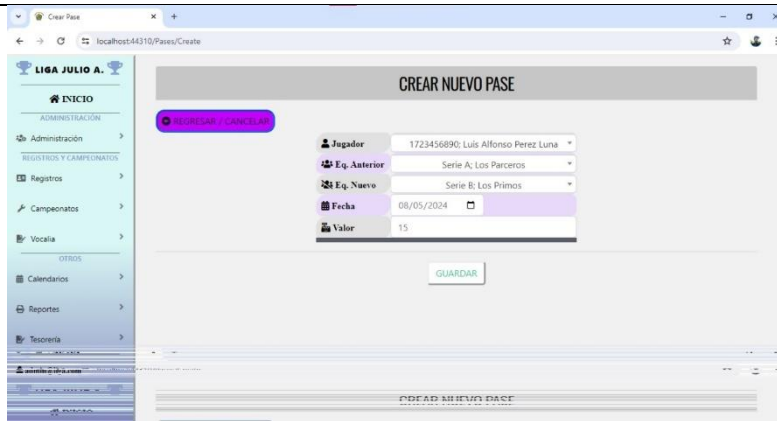 Crear Pase
localhost:44310/Pases/Create
LIGA JULIO A.
INICIO
ADMINISTRACIÓN
Administración
REGISTROS Y CAMPEONATOS
Registros
Campeonatos
Vocalia
OTROS
Calendarios
Reportes
Tesorería
CREAR NUEVO PASE
REGRESAR / CANCELAR
Jugador 1723456890; Luis Alfonso Perez Luna
Eq. Anterior Serie A; Los Parceros
Eq. Nuevo Serie B; Los Primos
Fecha 08/05/2024
Valor 15
GUARDAR
CREAR NUEVO PASE